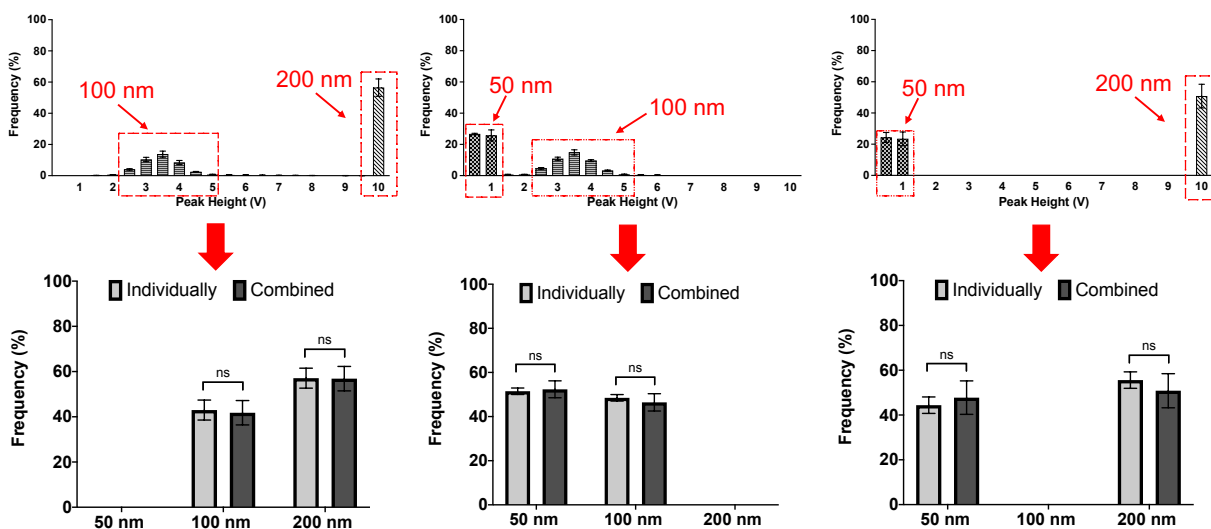 100
80
60
40
20
0
Frequency (%)
100 nm
200 nm
1 2 3 4 5 6 7 8 9 10
Peak Height (V)
100
80
60
40
20
0
Frequency (%)
50 nm
100 nm
1 2 3 4 5 6 7 8 9 10
Peak Height (V)
100
80
60
40
20
0
Frequency (%)
50 nm
200 nm
1 2 3 4 5 6 7 8 9 10
Peak Height (V)
100
80
60
40
20
0
Frequency (%)
Individually Combined
ns
ns
50 nm 100 nm 200 nm
100
80
60
40
20
0
Frequency (%)
Individually Combined
ns
ns
50 nm 100 nm 200 nm
100
80
60
40
20
0
Frequency (%)
Individually Combined
ns
ns
50 nm 100 nm 200 nm